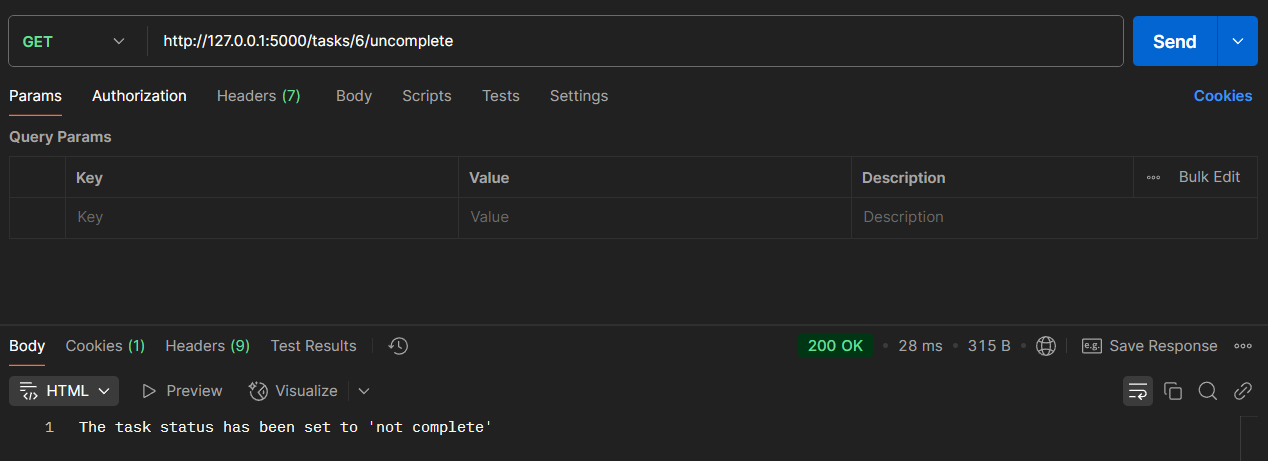 GET http://127.0.0.1:5000/tasks/6/uncomplete Send
Params Authorization Headers (7) Body Scripts Tests Settings Cookies
Query Params
Key Value Description Bulk Edit
Key Value Description
Body Cookies (1) Headers (9) Test Results 200 OK • 28 ms • 315 B • e.g. Save Response
HTML Preview Visualize
1 The task status has been set to 'not complete'